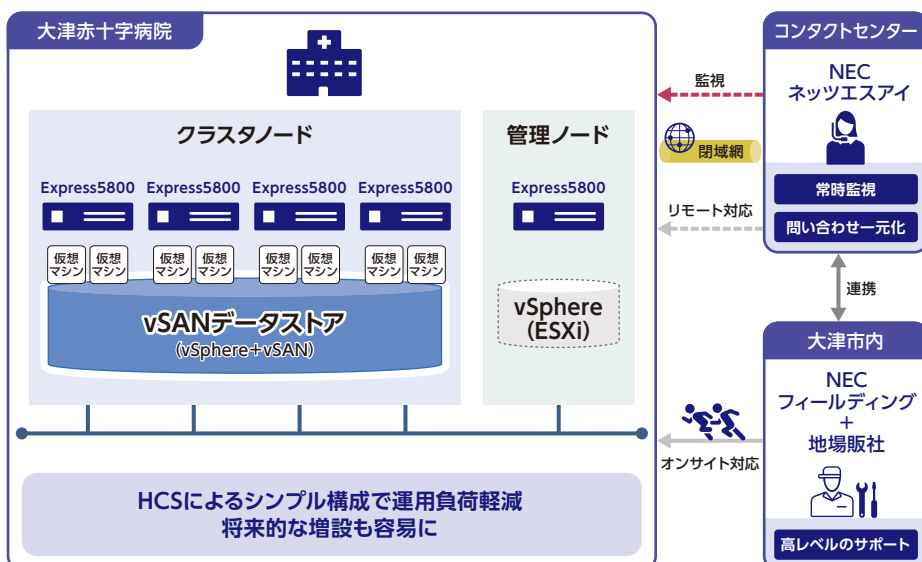 大津赤十字病院
クラスタノード
Express5800
Express5800
Express5800
Express5800
仮想
マシン
仮想
マシン
仮想
マシン
仮想
マシン
仮想
マシン
仮想
マシン
仮想
マシン
仮想
マシン
vSANデータストア
(vSphere+vSAN)
管理ノード
Express5800
vSphere
(ESXi)
HCSによるシンプル構成で運用負荷軽減
将来的な増設も容易に
監視
閉域網
リモート対応
オンサイト対応
コンタクトセンター
NEC
ネッツエスアイ
常時監視
問い合わせ一元化
連携
大津市内
NEC
フィールディング
+
地場販社
高レベルのサポート